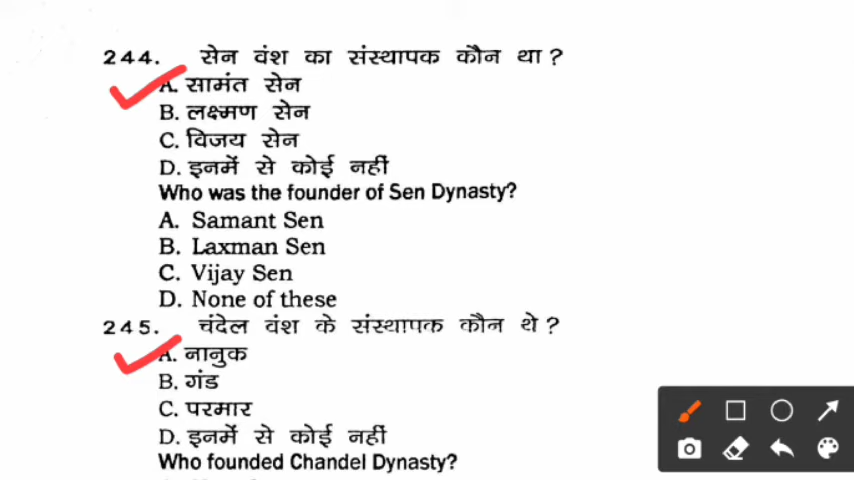 244. सेन वंश का संस्थापक कौन था ?
A. सामंत सेन
B. लक्ष्मण सेन
C. विजय सेन
D. इनमें से कोई नहीं
Who was the founder of Sen Dynasty?
A. Samant Sen
B. Laxman Sen
C. Vijay Sen
D. None of these
245. चंदेल वंश के संस्थापक कौन थे ?
A. नानुक
B. गंड
C. परमार
D. इनमें से कोई नहीं
Who founded Chandel Dynasty?